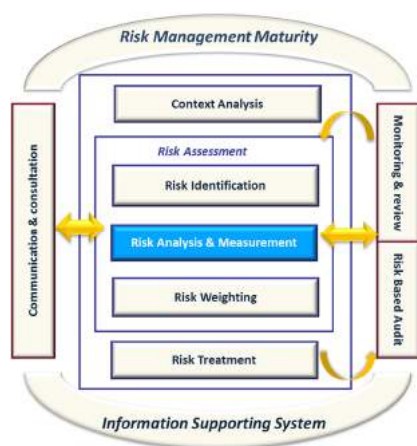 Risk Management Maturity
Context Analysis
Risk Assessment
Risk Identification
Risk Analysis & Measurement
Risk Weighting
Risk Treatment
Communication & consultation
Monitoring & review
Risk Based Audit
Information Supporting System